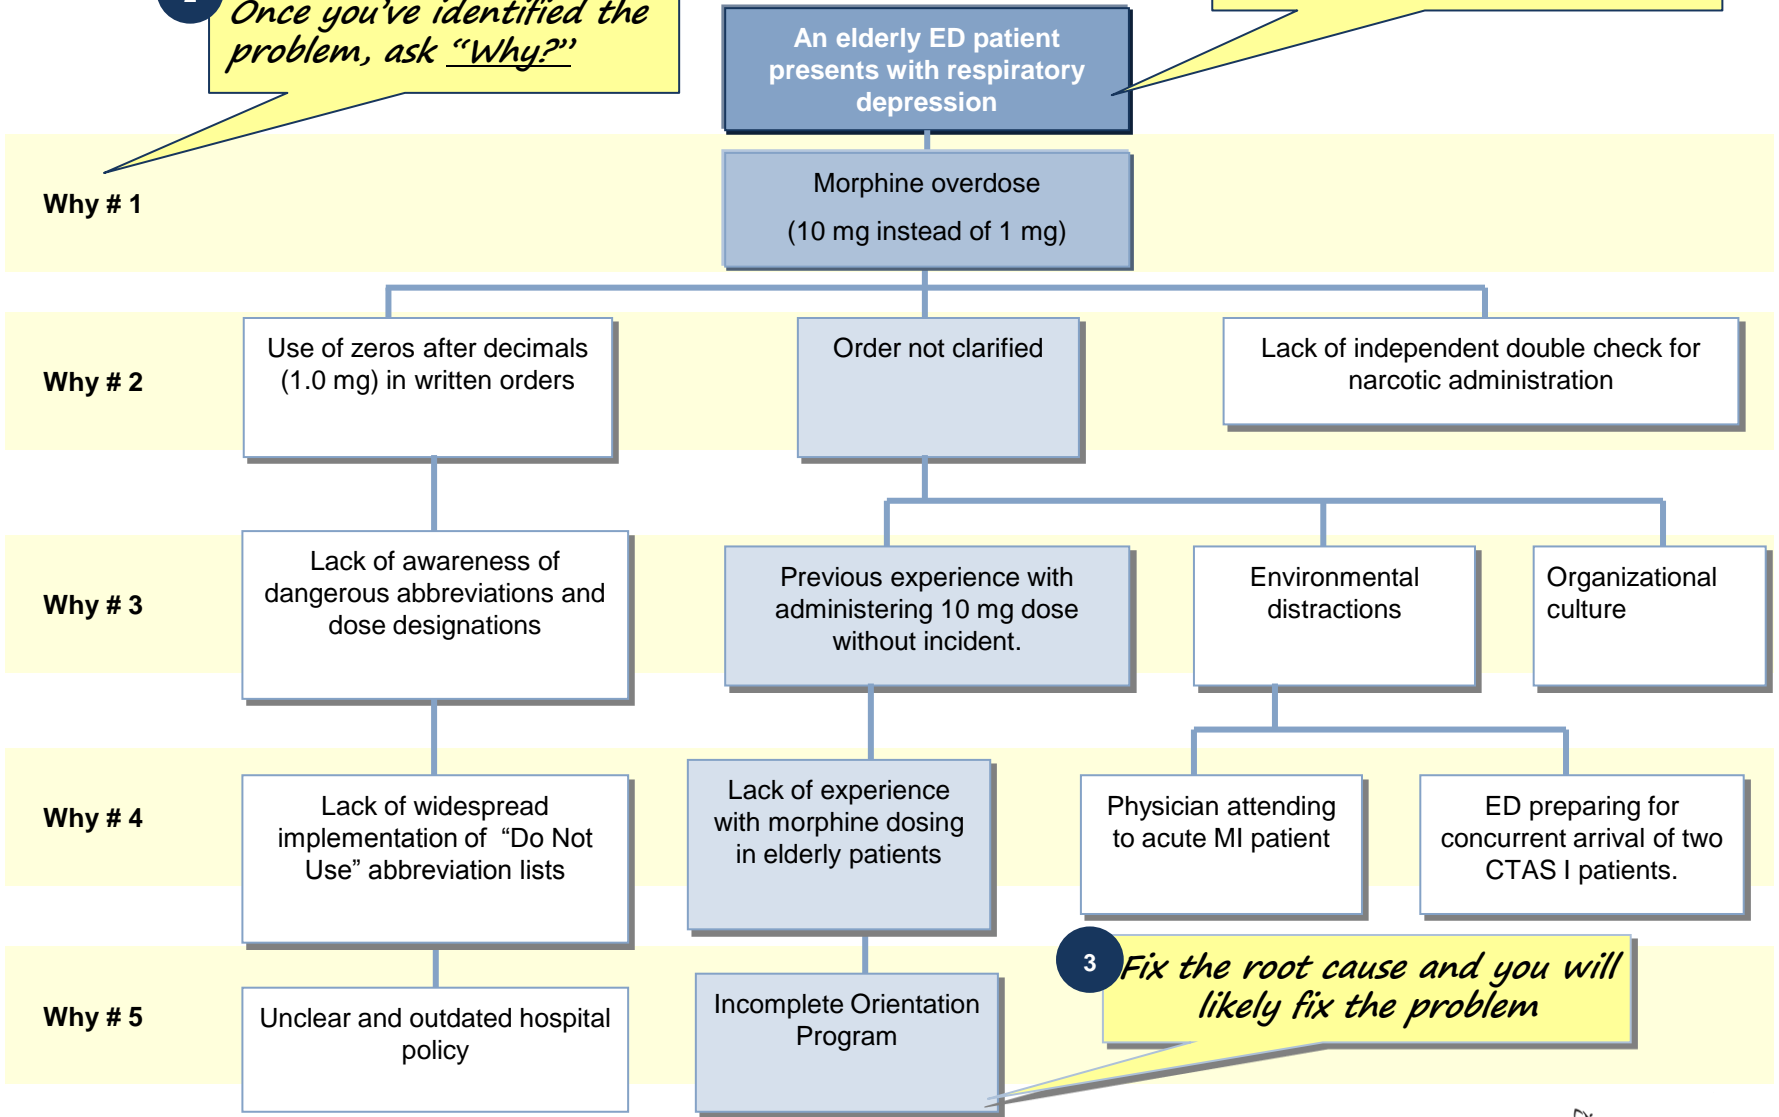 Once you've identified the
problem, ask "Why?"
An elderly ED patient
presents with respiratory
depression
Why # 1
Morphine overdose
(10 mg instead of 1 mg)
Why # 2
Use of zeros after decimals
(1.0 mg) in written orders
Order not clarified
Lack of independent double check for
narcotic administration
Why # 3
Lack of awareness of
dangerous abbreviations and
dose designations
Previous experience with
administering 10 mg dose
without incident.
Environmental
distractions
Organizational
culture
Why # 4
Lack of widespread
implementation of “Do Not
Use” abbreviation lists
Lack of experience
with morphine dosing
in elderly patients
Physician attending
to acute MI patient
ED preparing for
concurrent arrival of two
CTAS I patients.
Why # 5
Unclear and outdated hospital
policy
Incomplete Orientation
Program
3
Fix the root cause and you will
likely fix the problem